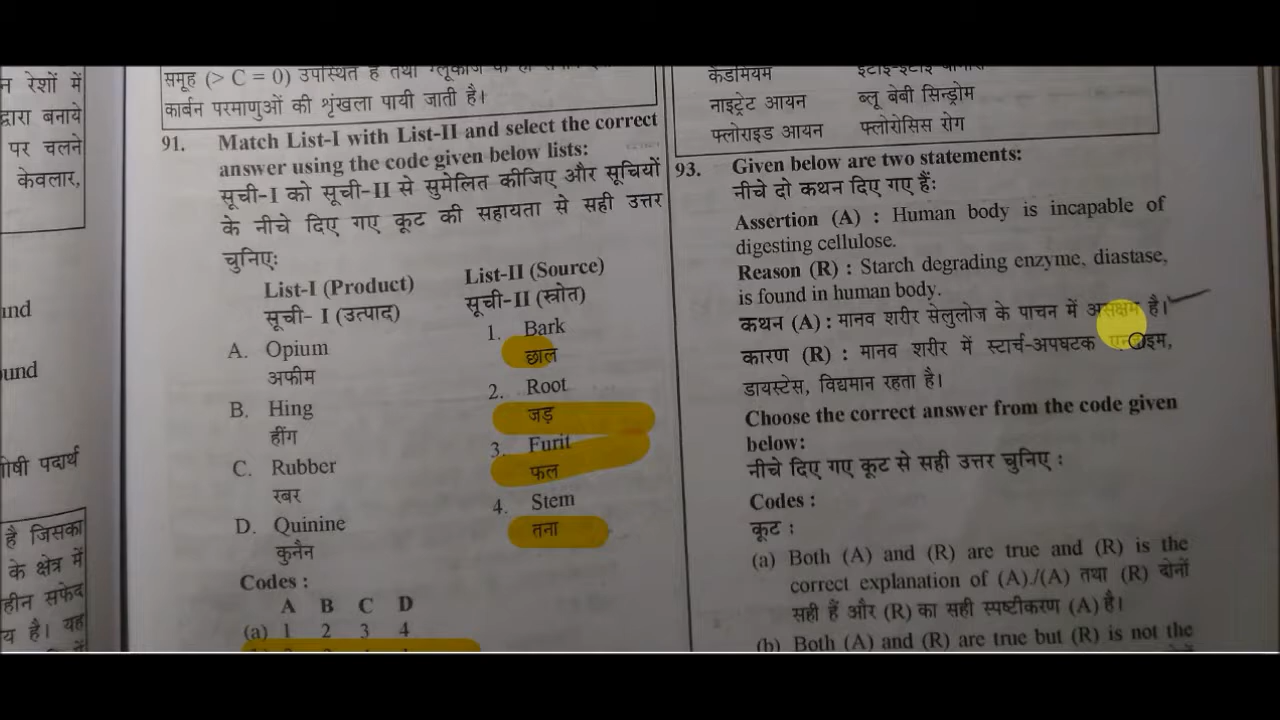 न रेशों में
द्वारा बनाये
पर चलने
केवलार,
und
ound
गोषी पदार्थ
है जिसका
के क्षेत्र में
हीन सफेद
य है। यह
समूह (> C = 0) उपस्थित है तथा ग्लूकोज के
कार्बन परमाणुओं की शृंखला पायी जाती है।
91. Match List-I with List-II and select the correct
answer using the code given below lists:
सूची-I को सूची-II से सुमेलित कीजिए और सूचियों
के नीचे दिए गए कूट की सहायता से सही उत्तर
चुनिएः
List-I (Product) List-II (Source)
सूची- I (उत्पाद) सूची-II (स्त्रोत)
A. Opium 1. Bark
अफीम छाल
B. Hing 2. Root
हींग जड़
C. Rubber 3. Furit
रबर फल
D. Quinine 4. Stem
कुनैन तना
Codes :
A B C D
(a) 1 2 3 4
कैडमियम
नाइट्रेट आयन ब्लू बेबी सिन्ड्रोम
फ्लोराइड आयन फ्लोरोसिस रोग
93. Given below are two statements:
नीचे दो कथन दिए गए हैंः
Assertion (A) : Human body is incapable of
digesting cellulose.
Reason (R) : Starch degrading enzyme, diastase,
is found in human body.
कथन (A) : मानव शरीर सेलुलोज के पाचन में असक्षम है।
कारण (R) : मानव शरीर में स्टार्च-अपघटक
डायस्टेस, विद्यमान रहता है।
Choose the correct answer from the code given
below:
नीचे दिए गए कूट से सही उत्तर चुनिए :
Codes :
कूट :
(a) Both (A) and (R) are true and (R) is the
correct explanation of (A)./(A) तथा (R) दोनों
सही हैं और (R) का सही स्पष्टीकरण (A) है।
(b) Both (A) and (R) are true but (R) is not the